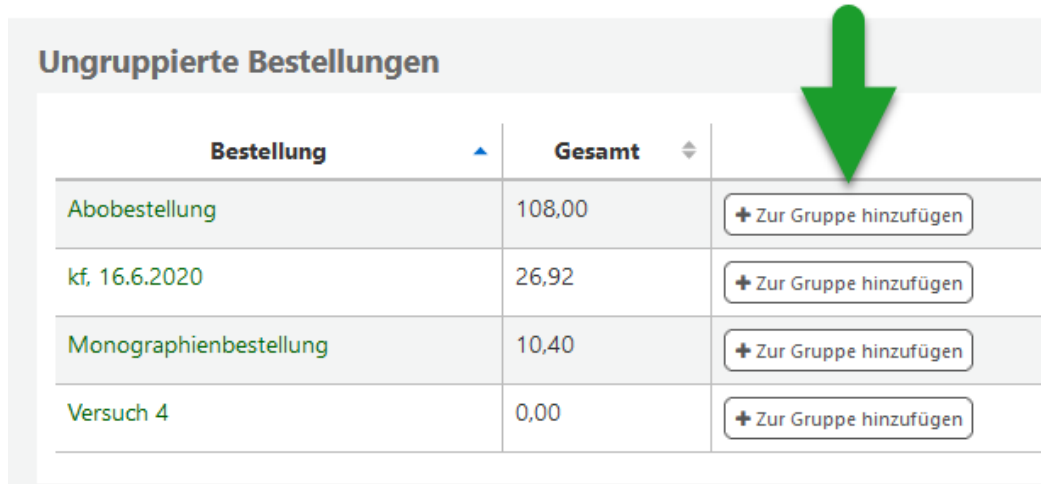 Ungruppierte Bestellungen
Bestellung Gesamt
Abobestellung 108,00 + Zur Gruppe hinzufügen
kf, 16.6.2020 26,92 + Zur Gruppe hinzufügen
Monographienbestellung 10,40 + Zur Gruppe hinzufügen
Versuch 4 0,00 + Zur Gruppe hinzufügen